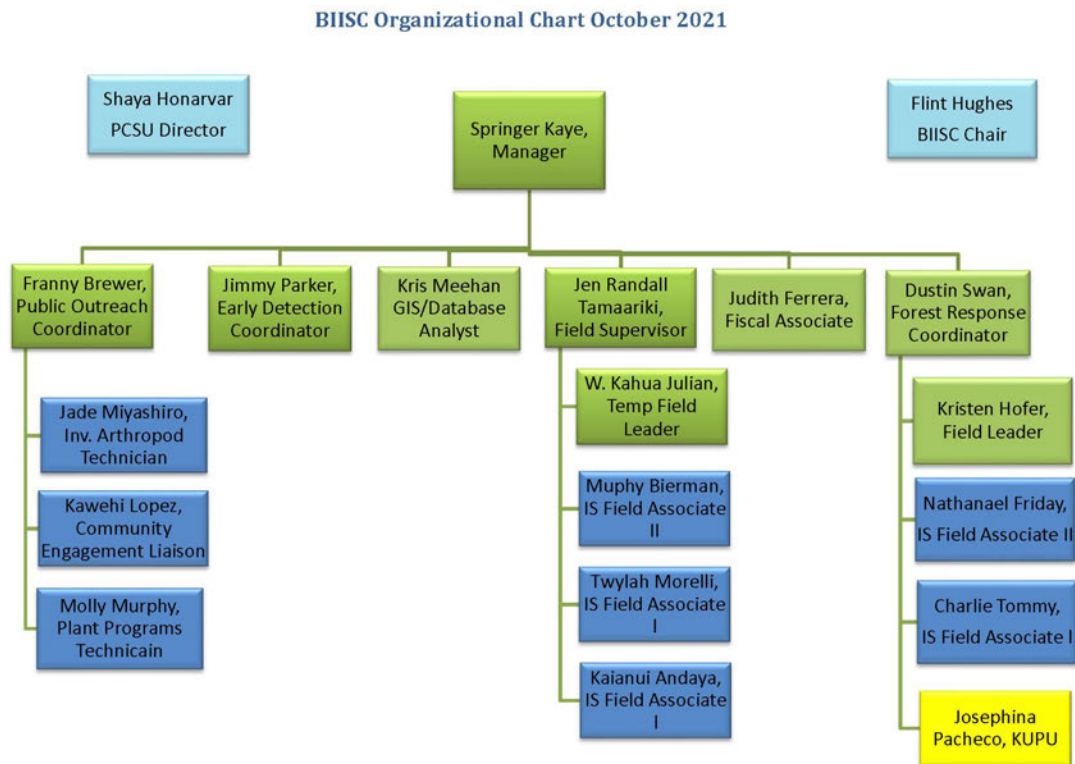 BIISC Organizational Chart October 2021
Shaya Honarvar
PCSU Director
Springer Kaye,
Manager
Flint Hughes
BIISC Chair
Franny Brewer,
Public Outreach
Coordinator
Jimmy Parker,
Early Detection
Coordinator
Kris Meehan
GIS/Database
Analyst
Jen Randall
Tamaariki,
Field Supervisor
Judith Ferrera,
Fiscal Associate
Dustin Swan,
Forest Response
Coordinator
Jade Miyashiro,
Inv. Arthropod
Technician
Kawehi Lopez,
Community
Engagement Liaison
Molly Murphy,
Plant Programs
Technicain
W. Kahua Julian,
Temp Field
Leader
Muphy Bierman,
IS Field Associate
II
Twylah Morelli,
IS Field Associate
I
Kaianui Andaya,
IS Field Associate
I
Kristen Hofer,
Field Leader
Nathanael Friday,
IS Field Associate II
Charlie Tommy,
IS Field Associate I
Josephina
Pacheco, KUPU